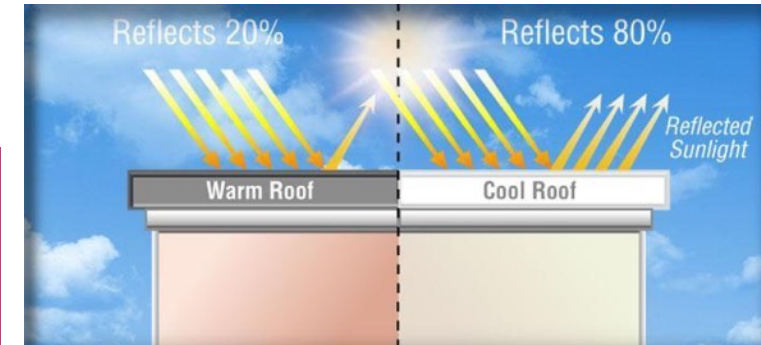 Reflects 20%
Reflects 80%
Reflected
Sunlight
Warm Roof
Cool Roof